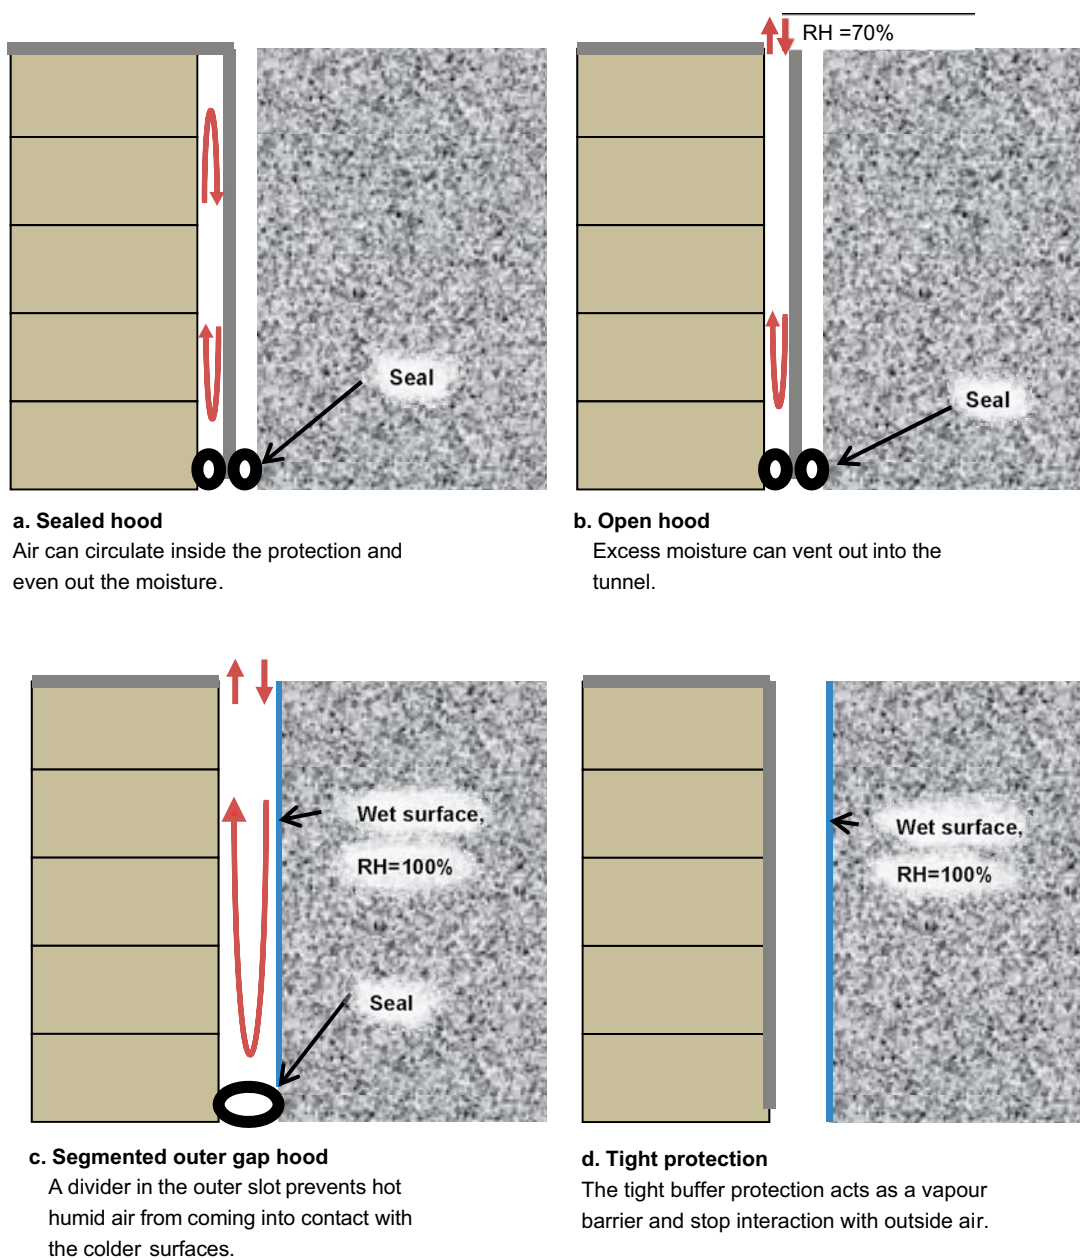 RH =70%
Seal
Seal
a. Sealed hood
Air can circulate inside the protection and
even out the moisture.
b. Open hood
Excess moisture can vent out into the
tunnel.
Wet surface,
RH=100%
Seal
Wet surface,
RH=100%
c. Segmented outer gap hood
A divider in the outer slot prevents hot
humid air from coming into contact with
the colder surfaces.
d. Tight protection
The tight buffer protection acts as a vapour
barrier and stop interaction with outside air.